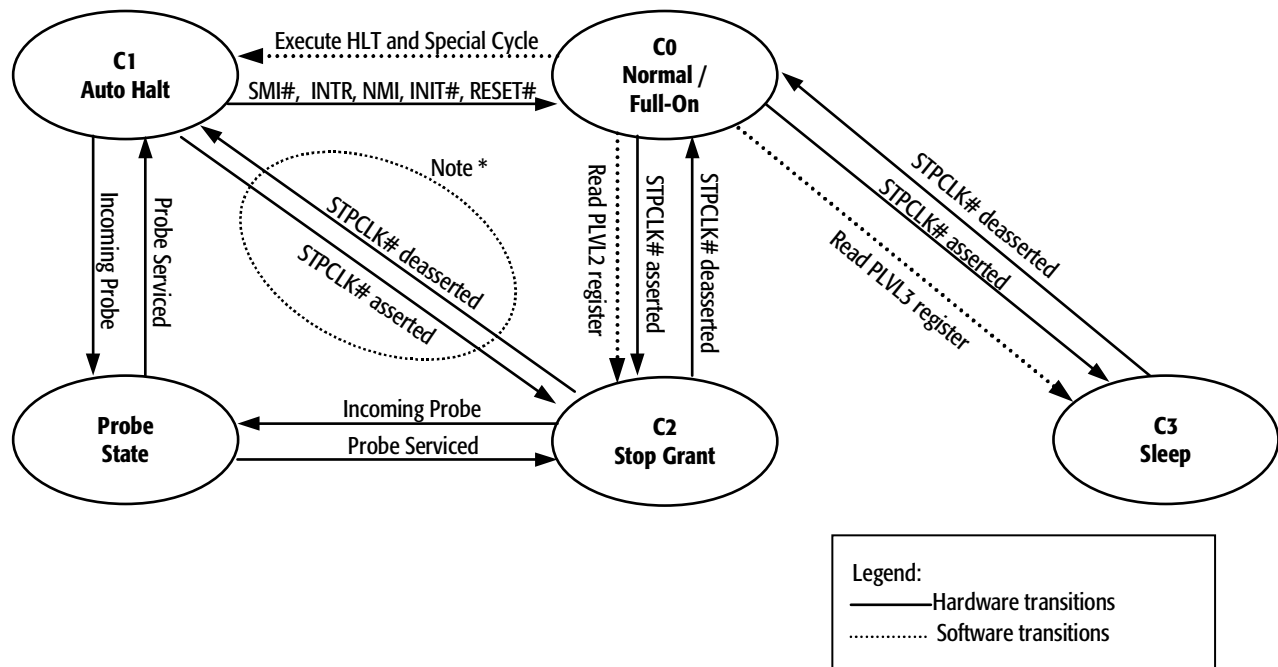 Execute HLT and Special Cycle
C1
Auto Halt
C0
Normal /
Full-On
SMI#, INTR, NMI, INIT#, RESET#
Note *
STPCLK# deasserted
STPCLK# asserted
Incoming Probe
Probe Serviced
Read PLVL2
register
STPCLK# asserted
STPCLK# deasserted
STPCLK# deasserted
STPCLK# asserted
Read PLVL3 register
Probe
State
Incoming Probe
Probe Serviced
C2
Stop Grant
C3
Sleep
Legend:
Hardware transitions
Software transitions